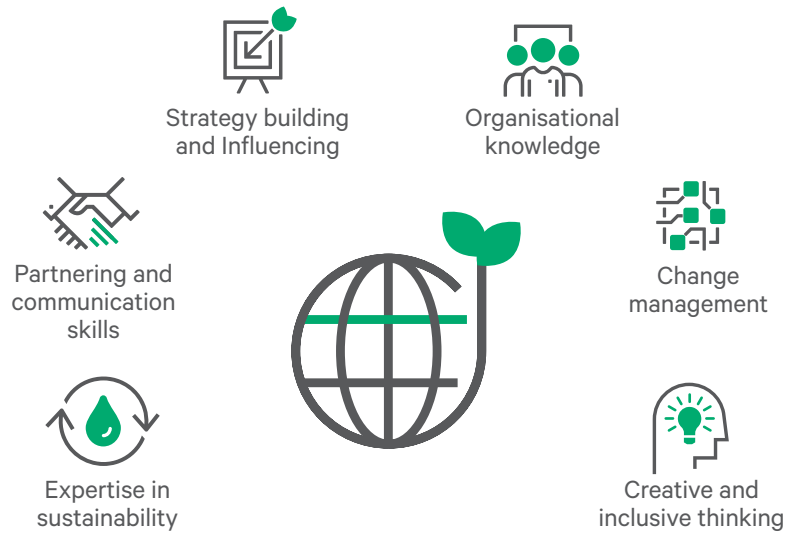 Strategy building
and Influencing
Organisational
knowledge
Partnering and
communication
skills
Change
management
Expertise in
sustainability
Creative and
inclusive thinking